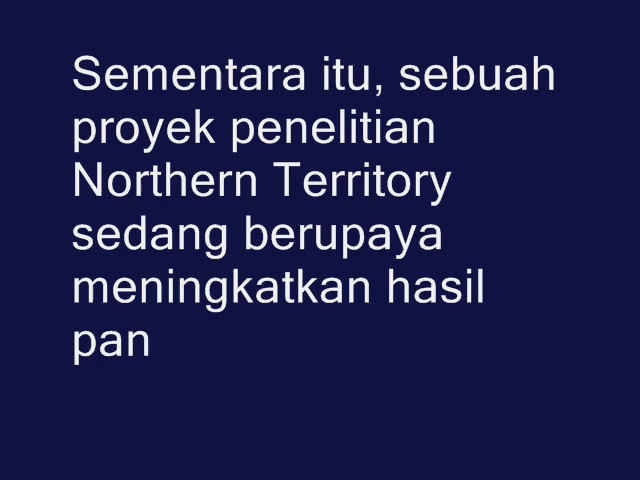 Sementara itu, sebuah
proyek penelitian
Northern Territory
sedang berupaya
meningkatkan hasil
pan